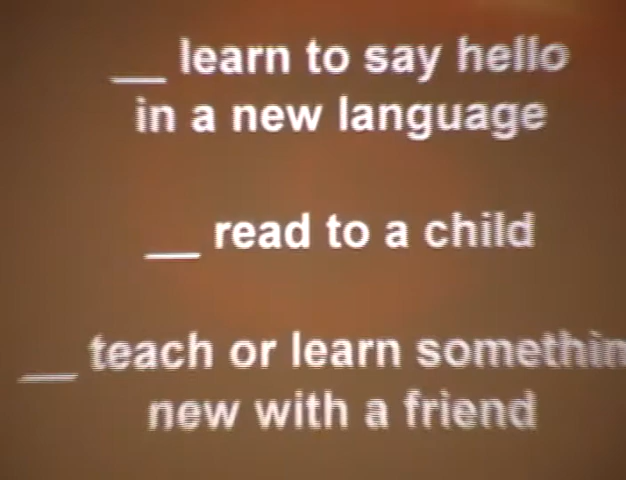 __ learn to say hello
in a new language
__ read to a child
__ teach or learn somethin
new with a friend